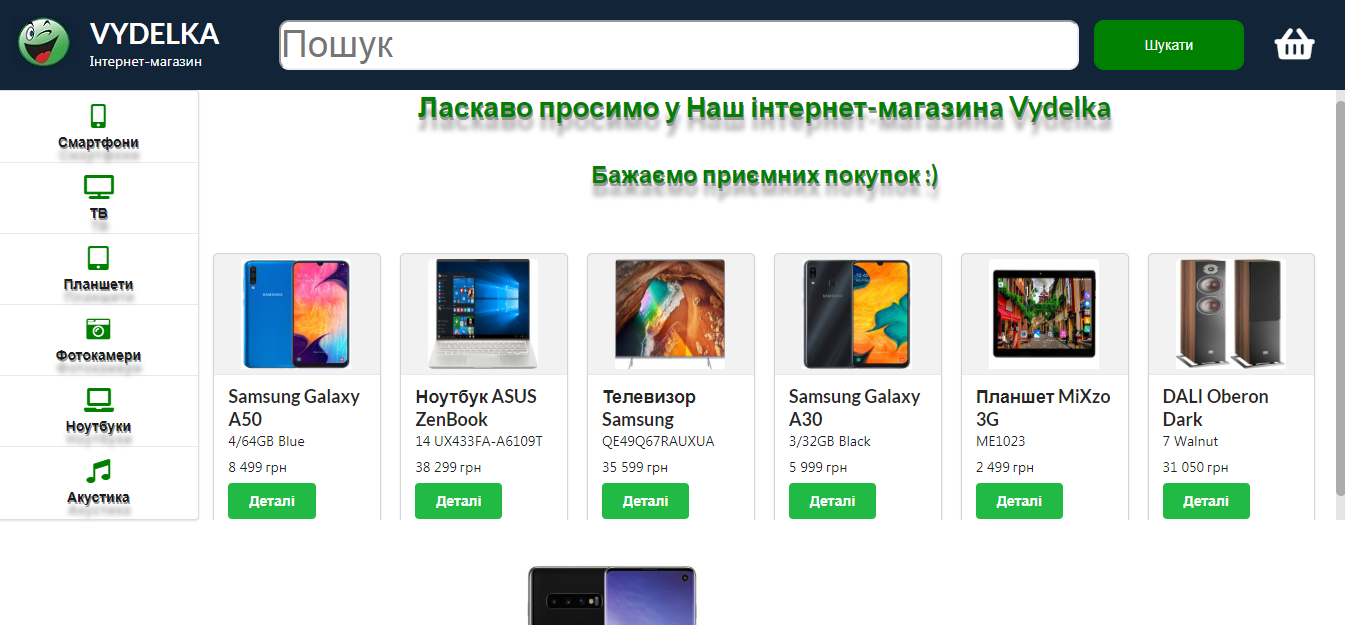 VYDELKA
Інтернет-магазин
Пошук
Шукати
Ласкаво просимо у Наш інтернет-магазина Vydelka
Бажаємо приємних покупок :)
Смартфони
ТВ
Планшети
Фотокамери
Ноутбуки
Акустика
Samsung Galaxy
A50
4/64GB Blue
8 499 грн
Деталі
Ноутбук ASUS
ZenBook
14 UX433FA-A6109T
38 299 грн
Деталі
Телевизор
Samsung
QE49Q67RAUXUA
35 599 грн
Деталі
Samsung Galaxy
A30
3/32GB Black
5 999 грн
Деталі
Планшет MiXzo
3G
ME1023
2 499 грн
Деталі
DALI Oberon
Dark
7 Walnut
31 050 грн
Деталі